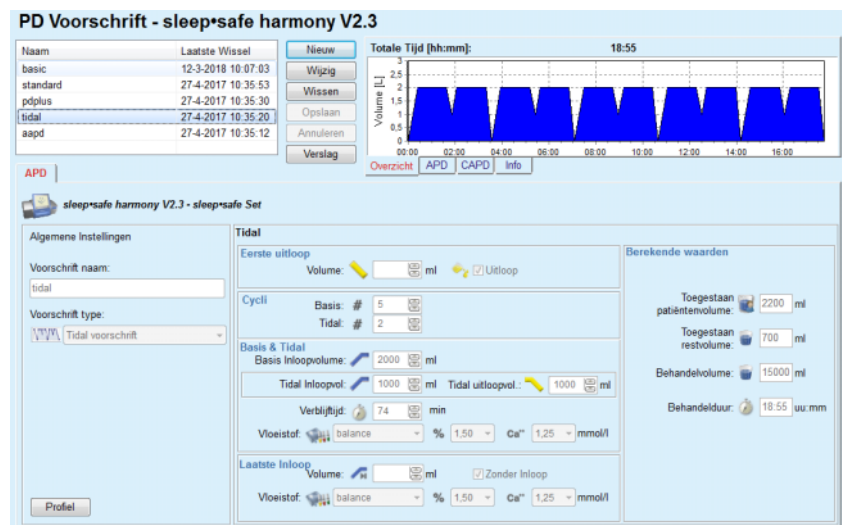 PD Voorschrift - sleep•safe harmony V2.3
Naam Laatste Wissel
basic 12-3-2018 10:07:03
standard 27-4-2017 10:35:53
pdplus 27-4-2017 10:35:30
tidal 27-4-2017 10:35:20
aapd 27-4-2017 10:35:12
Nieuw
Wijzig
Wissen
Opslaan
Annuleren
Verslag
Totale Tijd [hh:mm]: 18:55
Volume [L]
3
2,5
2
1,5
1
0,5
0
00:00 02:00 04:00 06:00 08:00 10:00 12:00 14:00 16:00
Overzicht APD CAPD Info
APD
sleep•safe harmony V2.3 - sleep•safe Set
Algemene Instellingen
Voorschrift naam:
tidal
Voorschrift type:
Tidal voorschrift
Profiel
Tidal
Eerste uitloop
Volume: ml Uitloop
Cycli
Basis: # 5
Tidal: # 2
Basis & Tidal
Basis Inloopvolume: 2000 ml
Tidal Inloopvol: 1000 ml Tidal uitloopvol.: 1000 ml
Verblijftijd: 74 min
Vloeistof: balance % 1,50 Ca⁺⁺ 1,25 mmol/l
Laatste Inloop
Volume: ml Zonder Inloop
Vloeistof: balance % 1,50 Ca⁺⁺ 1,25 mmol/l
Berekende waarden
Toegestaan patiëntenvolume: 2200 ml
Toegestaan restvolume: 700 ml
Behandelvolume: 15000 ml
Behandelduur: 18:55 uu:mm